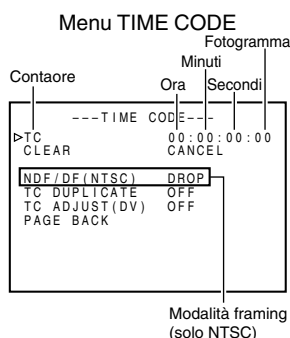 Menu TIME CODE
Fotogramma
Minuti
Contaore
Ora Secondi
---TIME CODE---
TC 00:00:00:00
CLEAR CANCEL
NDF/DF(NTSC) DROP
TC DUPLICATE OFF
TC ADJUST(DV) OFF
PAGE BACK
Modalità framing
(solo NTSC)